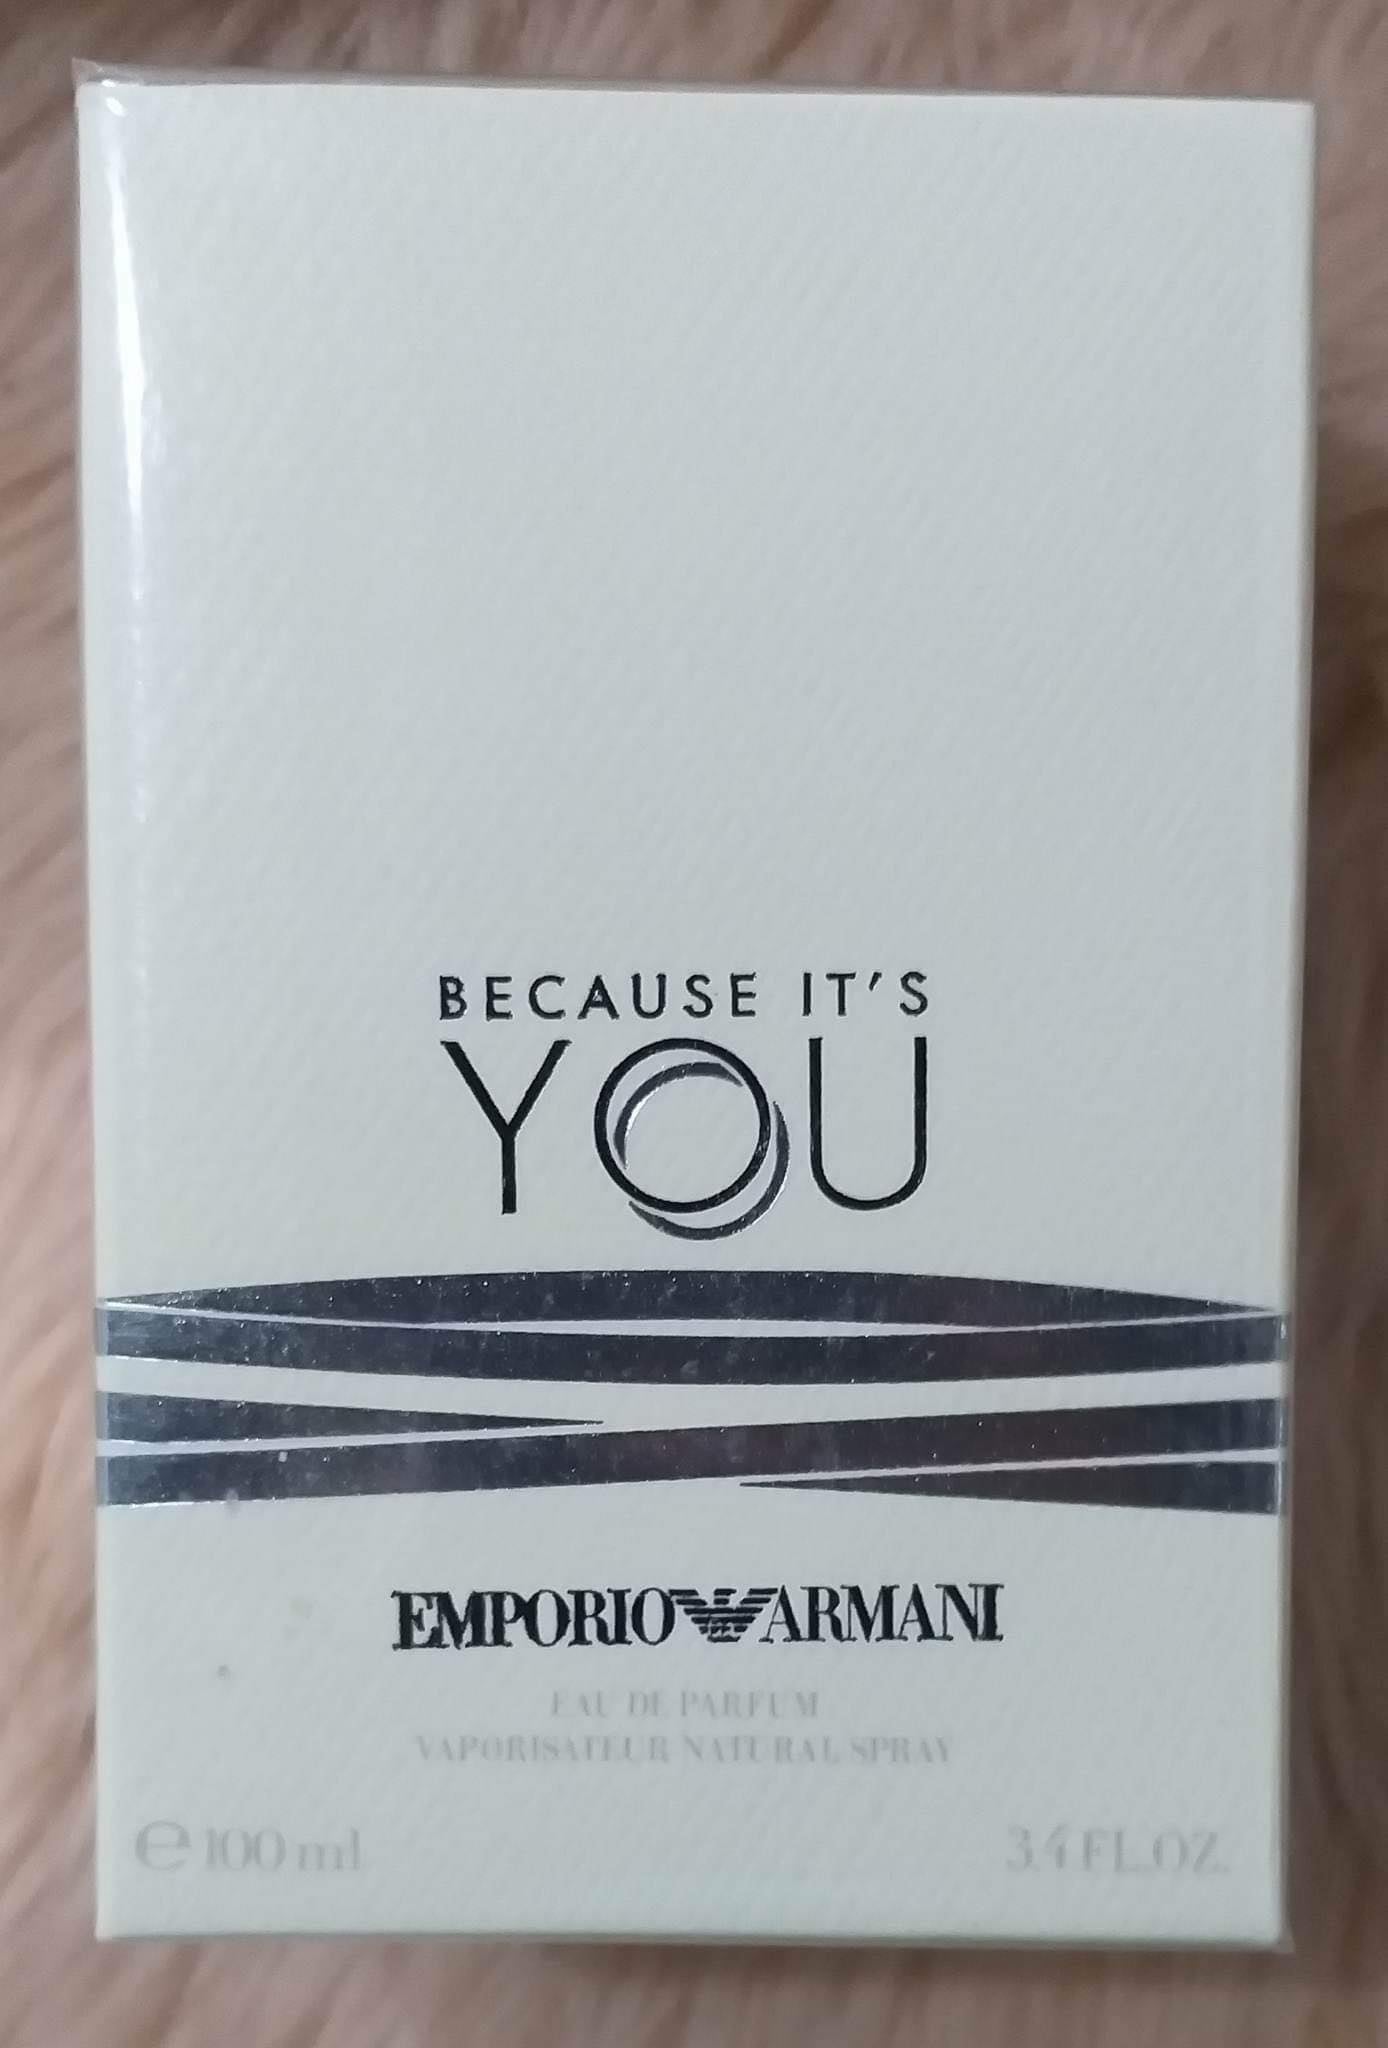 BECAUSE IT'S
YOU
EMPORIO ARMANI
EAU DE PARFUM
VAPORISATEUR NATURAL SPRAY
℮ 100 ml
3.4 FL.OZ.